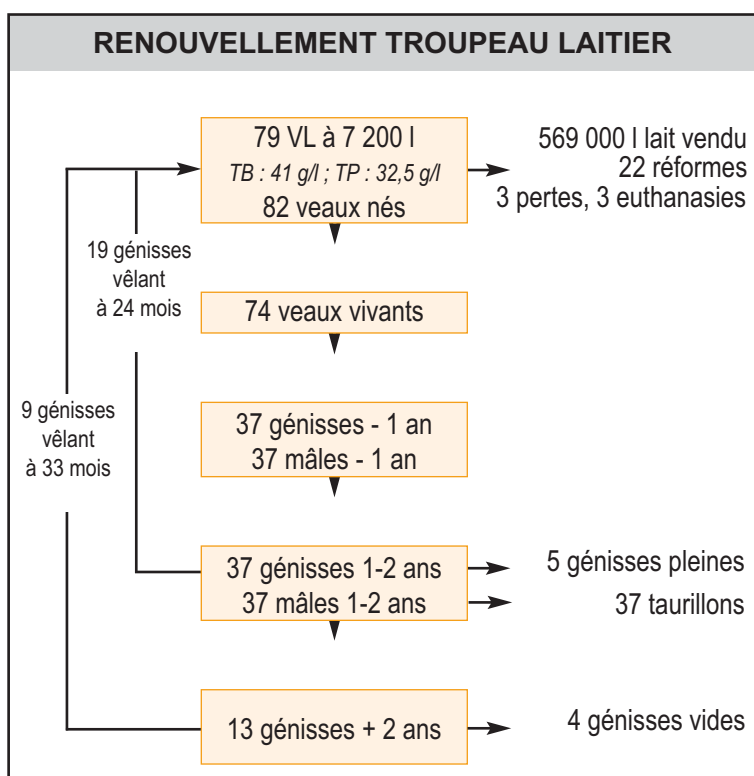 RENOUVELLEMENT TROUPEAU LAITIER
79 VL à 7 200 l
TB : 41 g/l ; TP : 32,5 g/l
82 veaux nés
569 000 l lait vendu
22 réformes
3 pertes, 3 euthanasies
19 génisses
vêlant
à 24 mois
74 veaux vivants
9 génisses
vêlant
à 33 mois
37 génisses - 1 an
37 mâles - 1 an
37 génisses 1-2 ans
37 mâles 1-2 ans
5 génisses pleines
37 taurillons
13 génisses + 2 ans
4 génisses vides